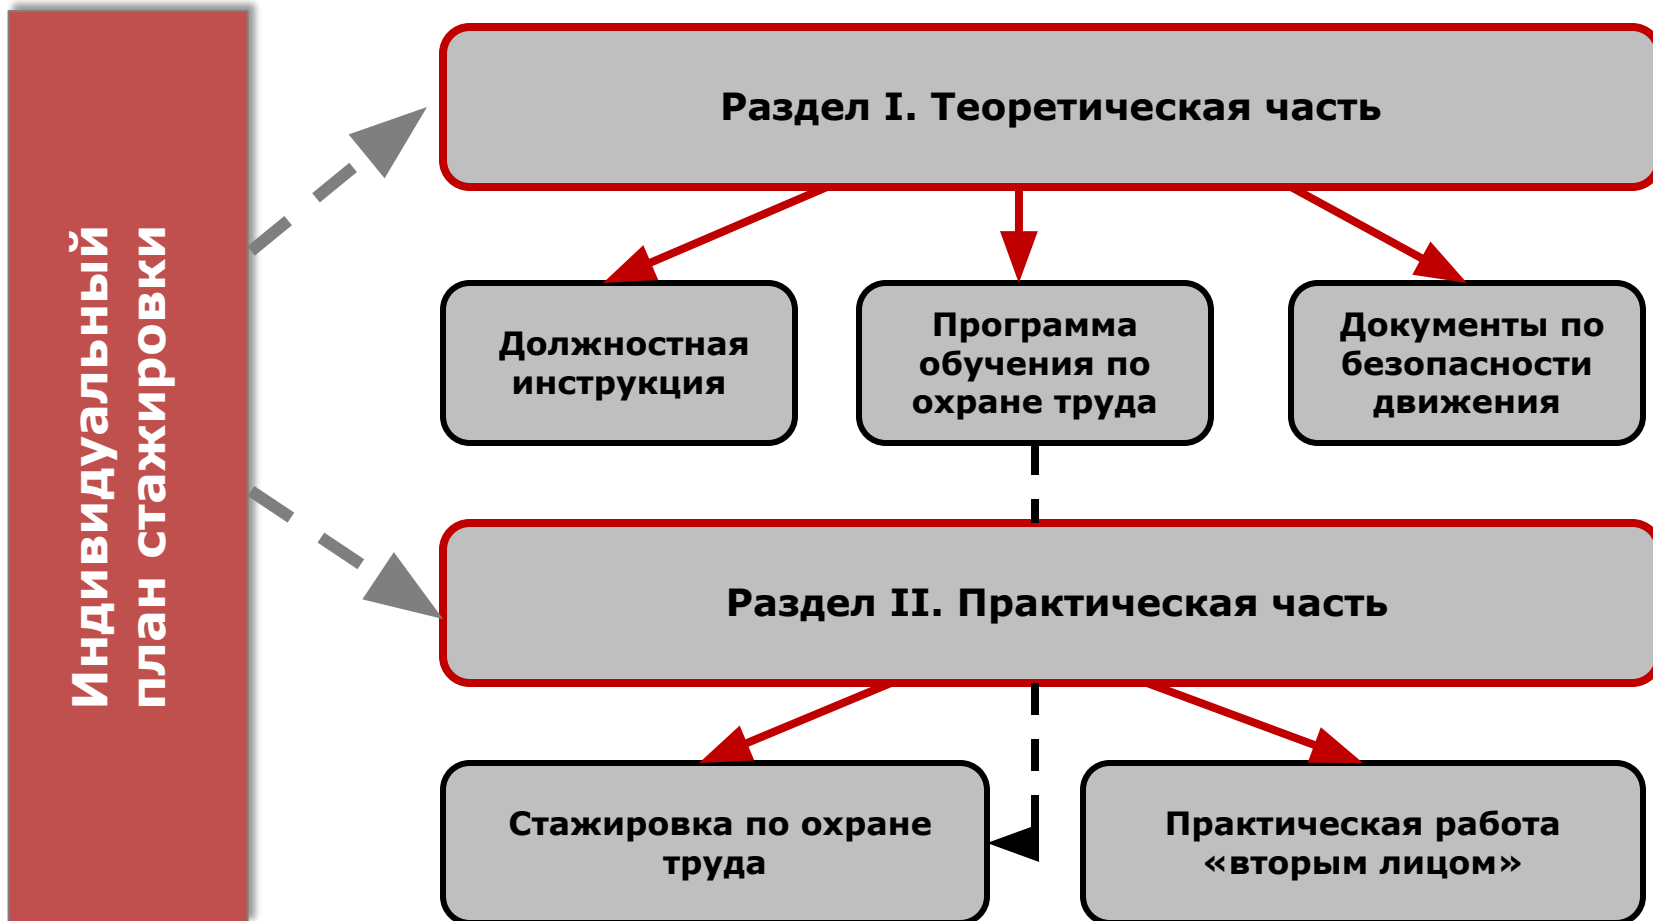 Индивидуальный
план стажировки
Раздел I. Теоретическая часть
Должностная
инструкция
Программа
обучения по
охране труда
Документы по
безопасности
движения
Раздел II. Практическая часть
Стажировка по охране
труда
Практическая работа
«вторым лицом»